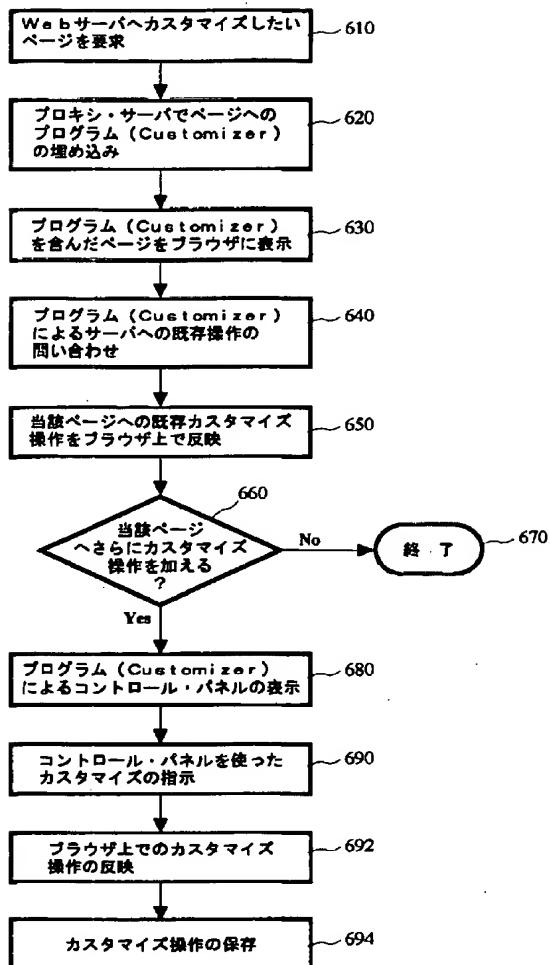 Ｗｅｂサーバへカスタマイズしたい
ページを要求
610
プロキシ・サーバでページへの
プログラム（Ｃｕｓｔｏｍｉｚｅｒ）
の埋め込み
620
プログラム（Ｃｕｓｔｏｍｉｚｅｒ）
を含んだページをブラウザに表示
630
プログラム（Ｃｕｓｔｏｍｉｚｅｒ）
によるサーバへの既存操作の
問い合わせ
640
当該ページへの既存カスタマイズ
操作をブラウザ上で反映
650
660
当該ページ
へさらにカスタマイズ
操作を加える
？
No
終 了
670
Yes
プログラム（Ｃｕｓｔｏｍｉｚｅｒ）
によるコントロール・パネルの表示
680
コントロール・パネルを使った
カスタマイズの指示
690
ブラウザ上でのカスタマイズ
操作の反映
692
カスタマイズ操作の保存
694